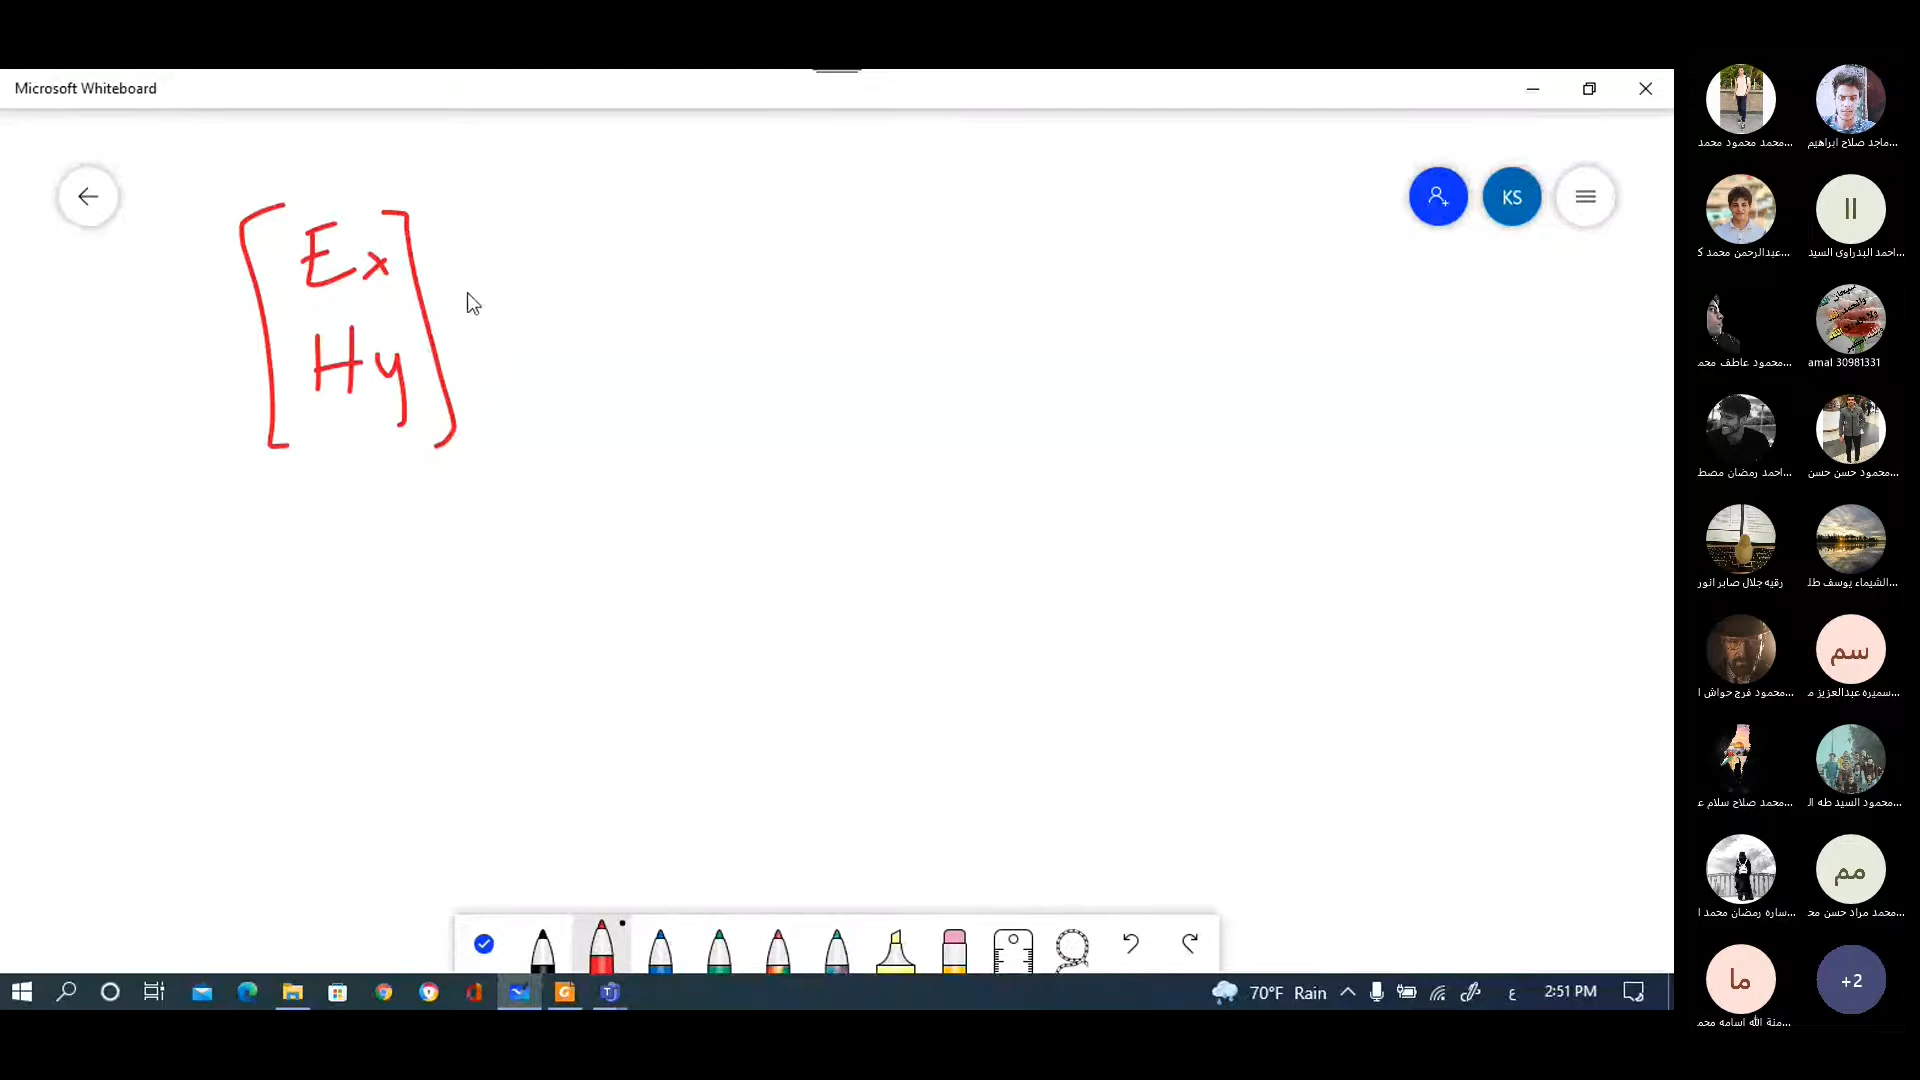 Microsoft Whiteboard
KS
Ex
Hy
70°F Rain
ع
2:51 PM
محمد محمود محمد...
ماجد صلاح ابراهيم...
عبدالرحمن محمد ك...
II
احمد البدراوى السيد...
محمود عاطف محم...
amal 30981331
احمد رمضان مصط...
محمود حسن حسن...
رقيه جلال صابر انور
الشيماء يوسف طل...
محمود فرج حواش ا...
سم
سميره عبدالعزيز م...
محمد صلاح سلام ع...
محمود السيد طه ال...
ساره رمضان محمد ا...
مم
محمد مراد حسن مح...
ما
منة الله اسامه محم...
+2